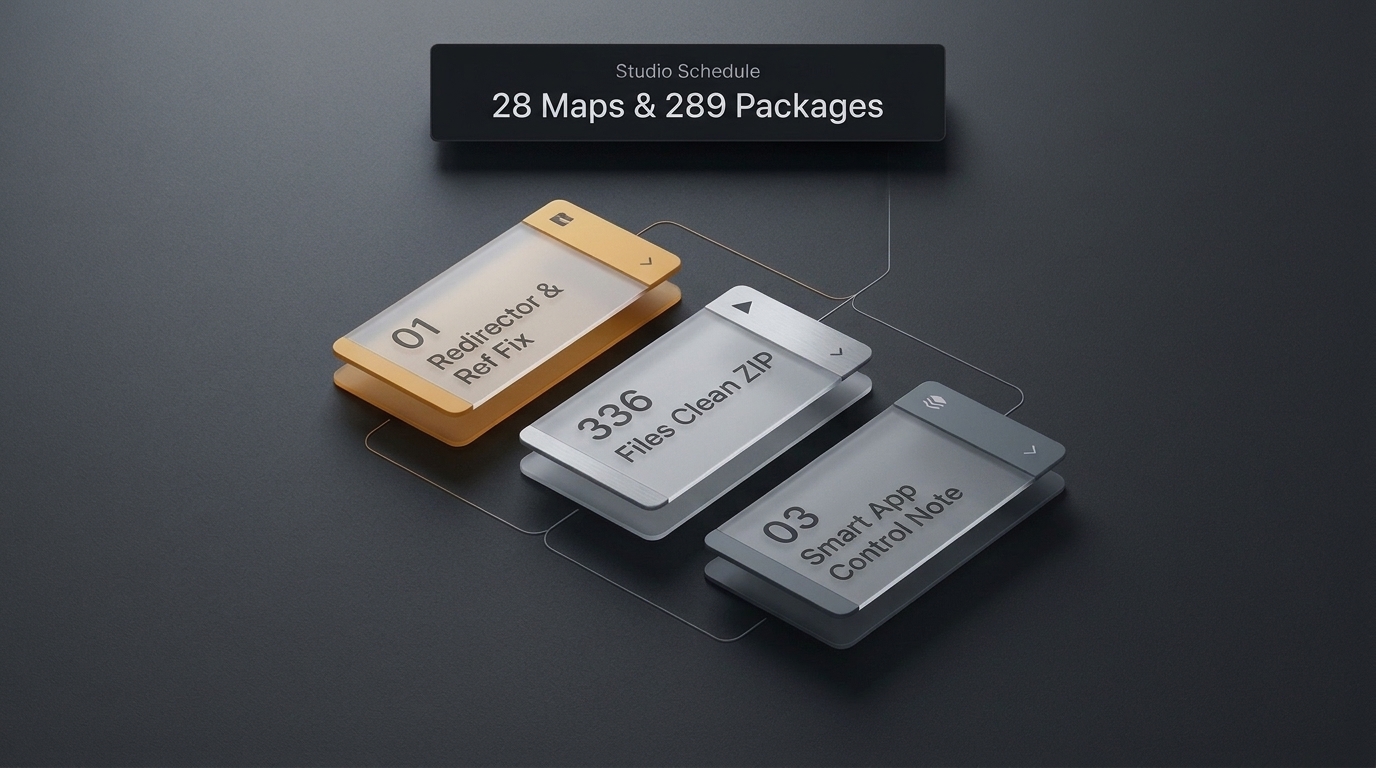 Studio Schedule
28 Maps & 289 Packages
01
Redirector &
Ref Fix
336
Files Clean ZIP
03
Smart App
Control Note